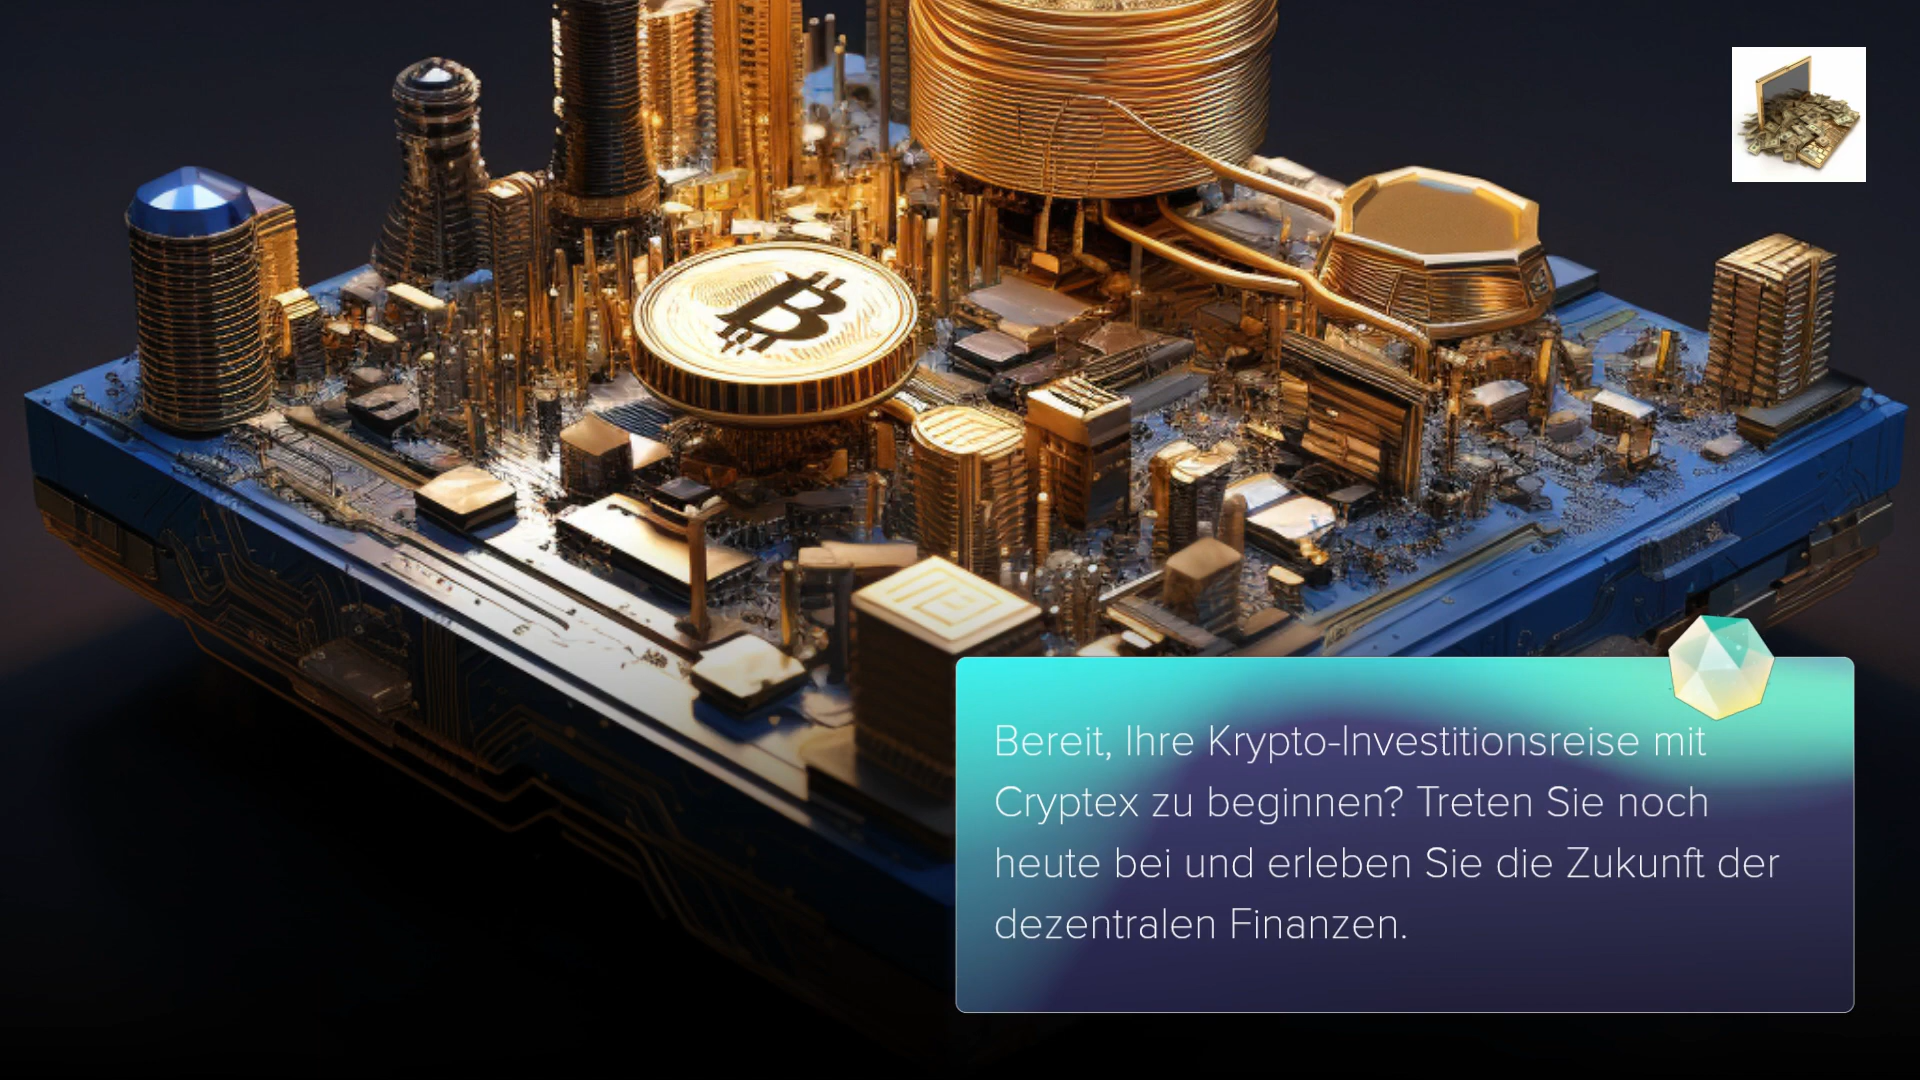 Bereit, Ihre Krypto-Investitionsreise mit
Cryptex zu beginnen? Treten Sie noch
heute bei und erleben Sie die Zukunft der
dezentralen Finanzen.